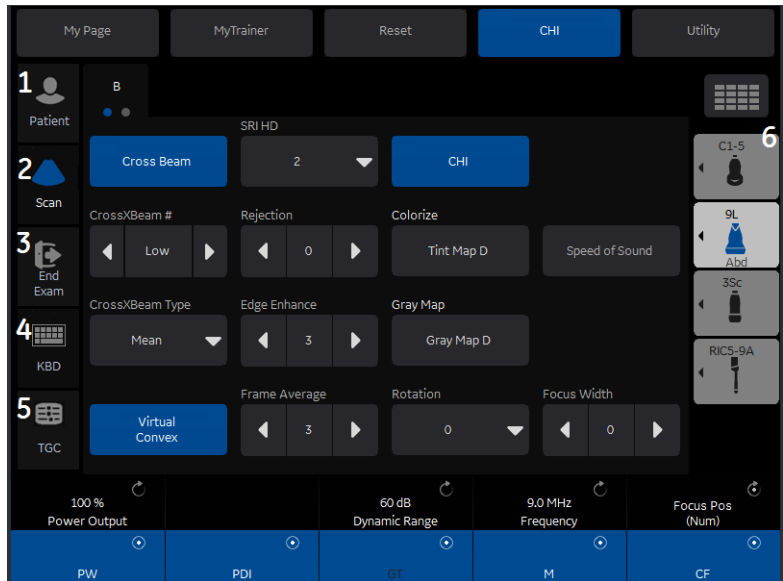 My Page
MyTrainer
Reset
CHI
Utility
1
Patient
2
Scan
3
End
Exam
4
KBD
5
TGC
B
SRI HD
Cross Beam
2
CHI
CrossXBeam #
Low
Rejection
0
Colorize
Tint Map D
Speed of Sound
CrossXBeam Type
Mean
Edge Enhance
3
Gray Map
Gray Map D
Virtual
Convex
Frame Average
3
Rotation
0
Focus Width
0
6
C1-5
9L
Abd
3Sc
RIC5-9A
100 %
Power Output
60 dB
Dynamic Range
9.0 MHz
Frequency
Focus Pos
(Num)
PW
PDI
GT
M
CF